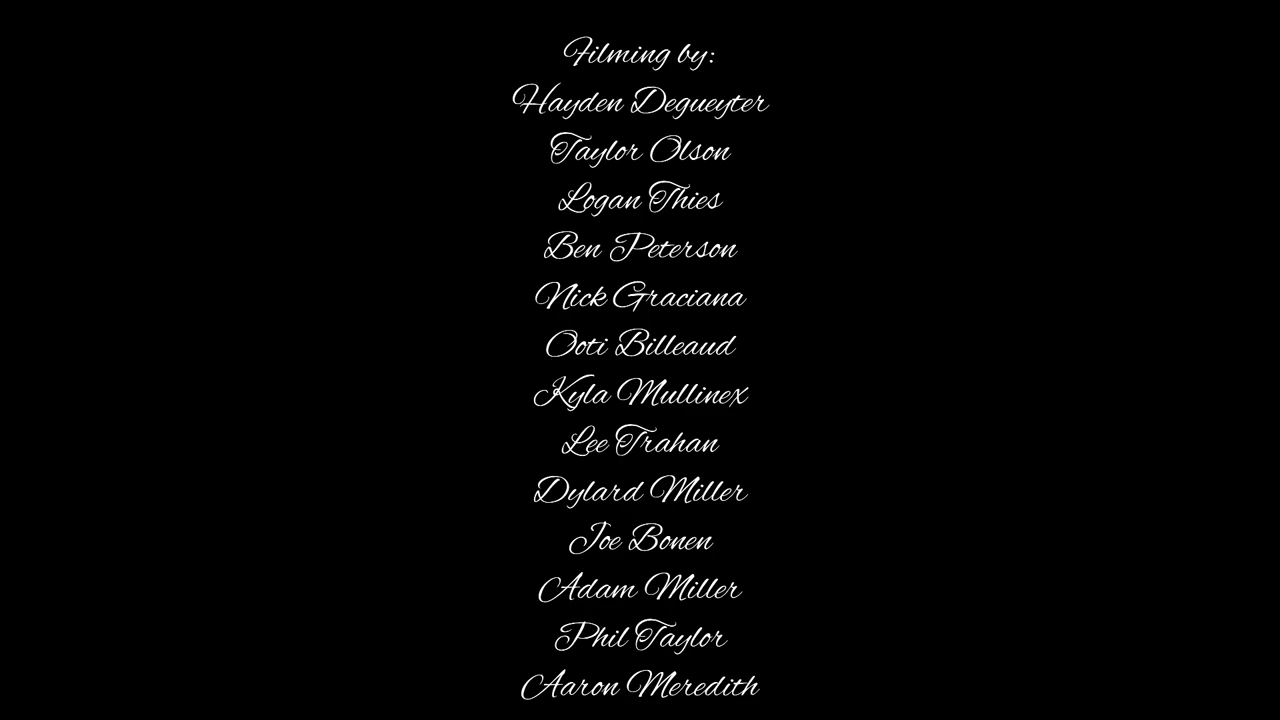 Filming by:
Hayden Degueyter
Taylor Olson
Logan Thies
Ben Peterson
Nick Graciana
Ooti Billeaud
Kyla Mullinex
Lee Trahan
Dylard Miller
Joe Bonen
Adam Miller
Phil Taylor
Aaron Meredith